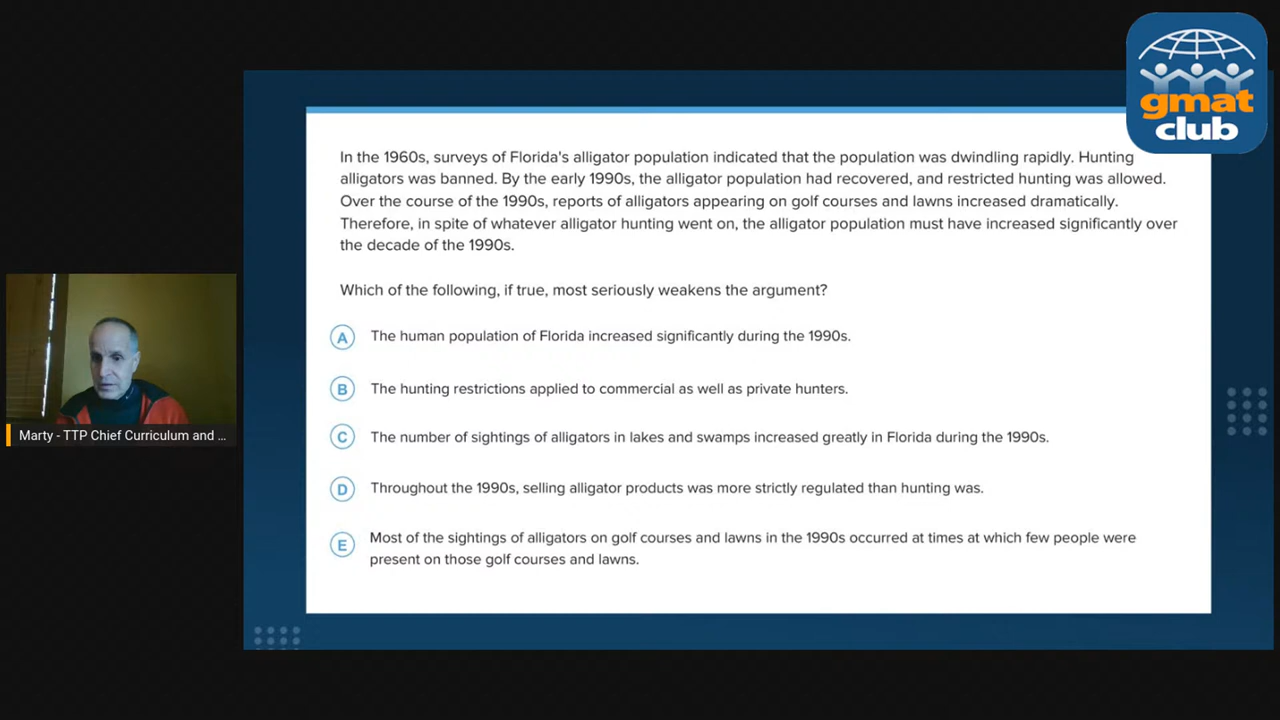 gmat
club
In the 1960s, surveys of Florida's alligator population indicated that the population was dwindling rapidly. Hunting
alligators was banned. By the early 1990s, the alligator population had recovered, and restricted hunting was allowed.
Over the course of the 1990s, reports of alligators appearing on golf courses and lawns increased dramatically.
Therefore, in spite of whatever alligator hunting went on, the alligator population must have increased significantly over
the decade of the 1990s.
Which of the following, if true, most seriously weakens the argument?
A The human population of Florida increased significantly during the 1990s.
B The hunting restrictions applied to commercial as well as private hunters.
C The number of sightings of alligators in lakes and swamps increased greatly in Florida during the 1990s.
D Throughout the 1990s, selling alligator products was more strictly regulated than hunting was.
E Most of the sightings of alligators on golf courses and lawns in the 1990s occurred at times at which few people were
present on those golf courses and lawns.
Marty - TTP Chief Curriculum and ...